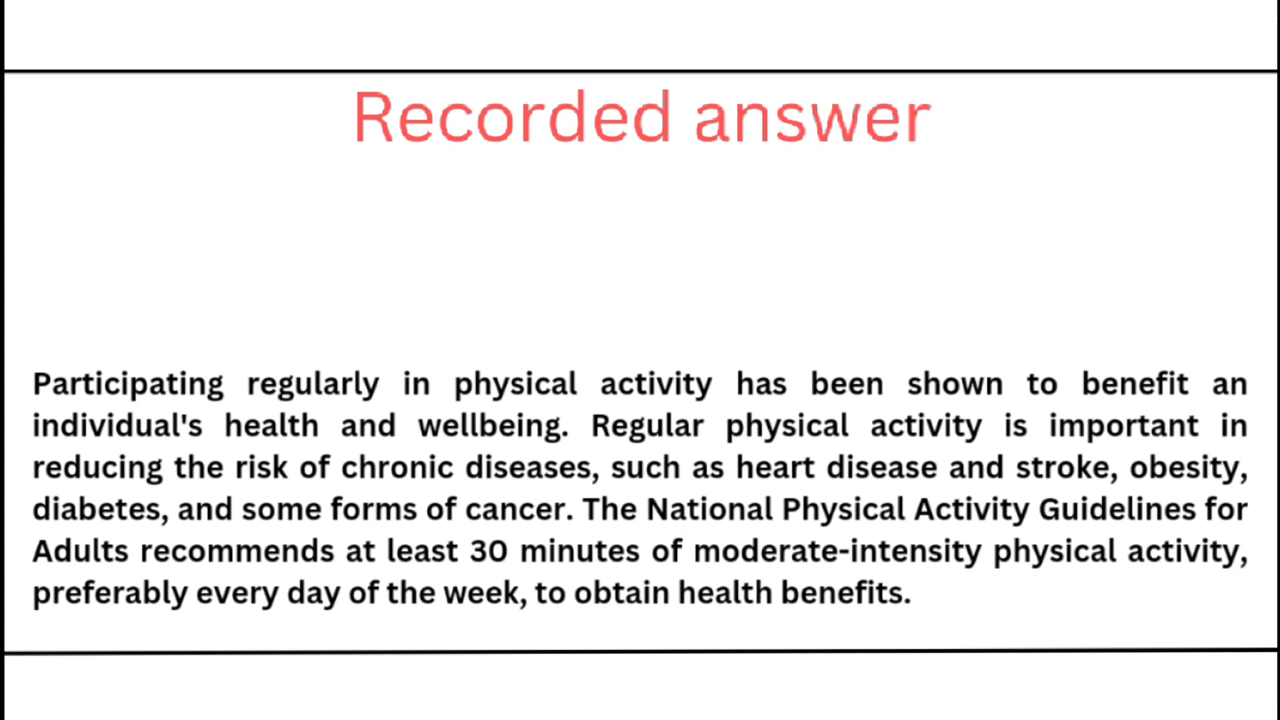 Recorded answer
Participating regularly in physical activity has been shown to benefit an
individual's health and wellbeing. Regular physical activity is important in
reducing the risk of chronic diseases, such as heart disease and stroke, obesity,
diabetes, and some forms of cancer. The National Physical Activity Guidelines for
Adults recommends at least 30 minutes of moderate-intensity physical activity,
preferably every day of the week, to obtain health benefits.